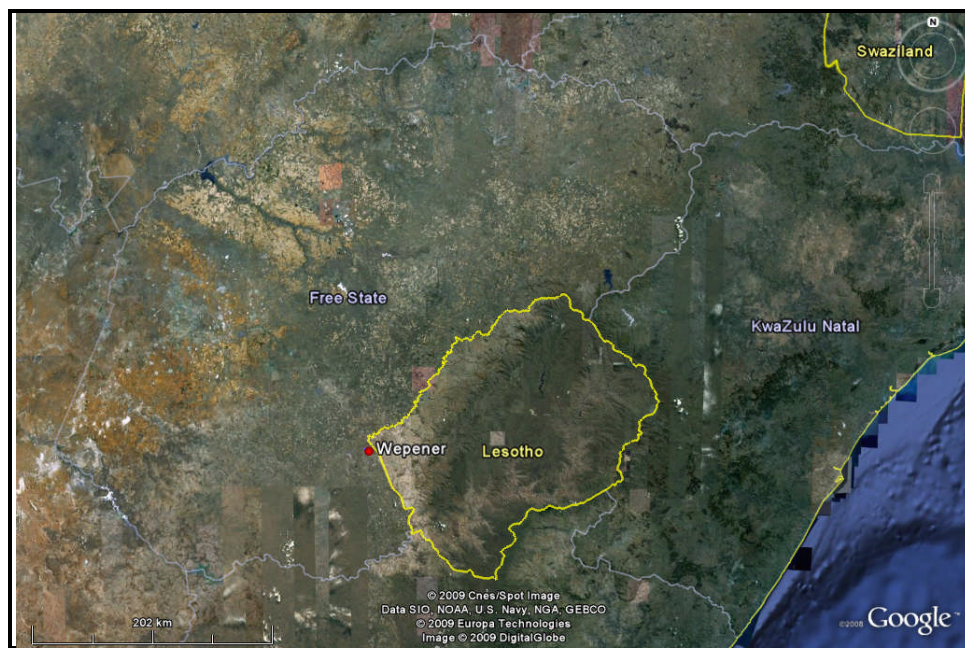 N
Swaziland
Free State
KwaZulu Natal
Wepener
Lesotho
© 2009 Cnes/Spot Image
Data SIO, NOAA, U.S. Navy, NGA, GEBCO
© 2009 Europa Technologies
Image © 2009 DigitalGlobe
202 km
©2008 Google™